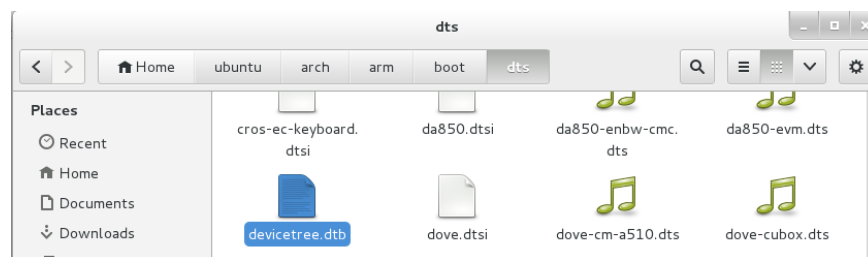 dts
Home ubuntu arch arm boot dts
Places
Recent
Home
Documents
Downloads
cros-ec-keyboard.
dtsi
da850.dtsi
da850-enbw-cmc.
dts
da850-evm.dts
devicetree.dtb
dove.dtsi
dove-cm-a510.dts
dove-cubox.dts